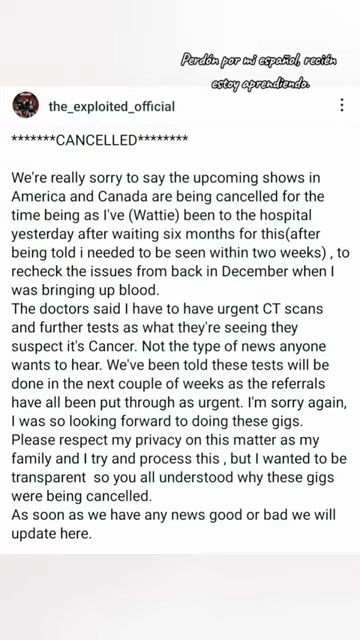 Perdón por mi español, recién
estoy aprendiendo.
the_exploited_official
*******CANCELLED********
We're really sorry to say the upcoming shows in
America and Canada are being cancelled for the
time being as I've (Wattie) been to the hospital
yesterday after waiting six months for this(after
being told i needed to be seen within two weeks) , to
recheck the issues from back in December when I
was bringing up blood.
The doctors said I have to have urgent CT scans
and further tests as what they're seeing they
suspect it's Cancer. Not the type of news anyone
wants to hear. We've been told these tests will be
done in the next couple of weeks as the referrals
have all been put through as urgent. I'm sorry again,
I was so looking forward to doing these gigs.
Please respect my privacy on this matter as my
family and I try and process this , but I wanted to be
transparent  so you all understood why these gigs
were being cancelled.
As soon as we have any news good or bad we will
update here.